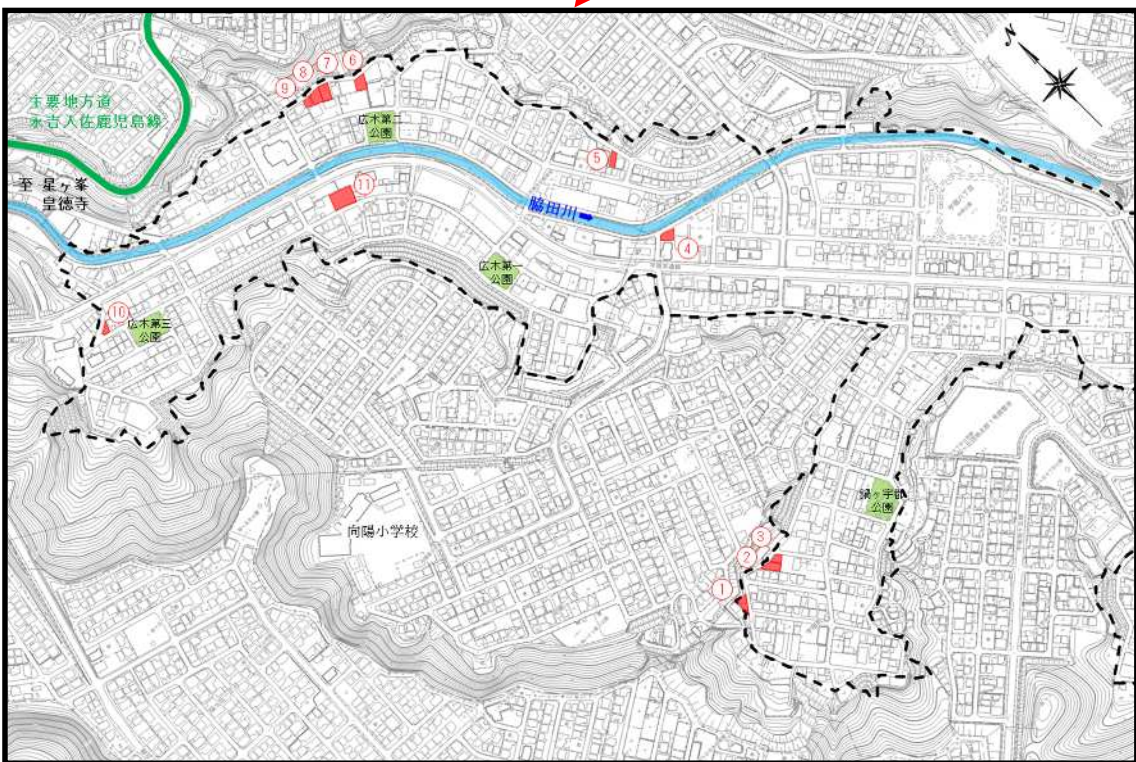 N
⑥
⑦
⑧
⑨
主要地方道
永吉入佐鹿児島線
広木第二
公園
⑤
至 星ヶ峯
皇徳寺
⑪
脇田川
④
広木第一
公園
⑩
広木第三
公園
鍋ヶ宇都
公園
向陽小学校
③
②
①